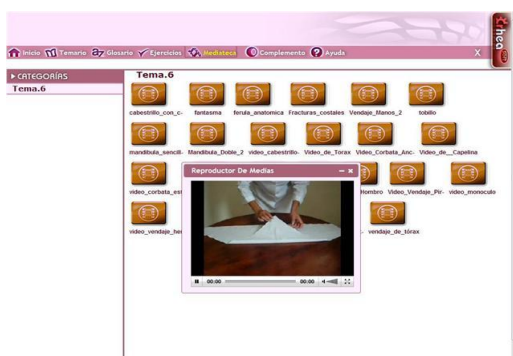 Inicio Temario Glosario Ejercicios Mediateca Complemento Ayuda X
rhea
CATEGORÍAS
Tema.6
Tema.6
cabestrillo_con_c- fantasma ferula_anatomica Fracturas_costales Vendaje_Manos_2 tobillo
mandibula_sencill- Mandibula_Doble_2 video_cabestrillo- Video_de_Torax Video_Corbata_Anc- Video_de__Capelina
video_corbata_es Hombro Video_Vendaje_Pir- video_monoculo
Reproductor De Medias
video_vendaje_he vendaje_de_tórax
00:00 00:00